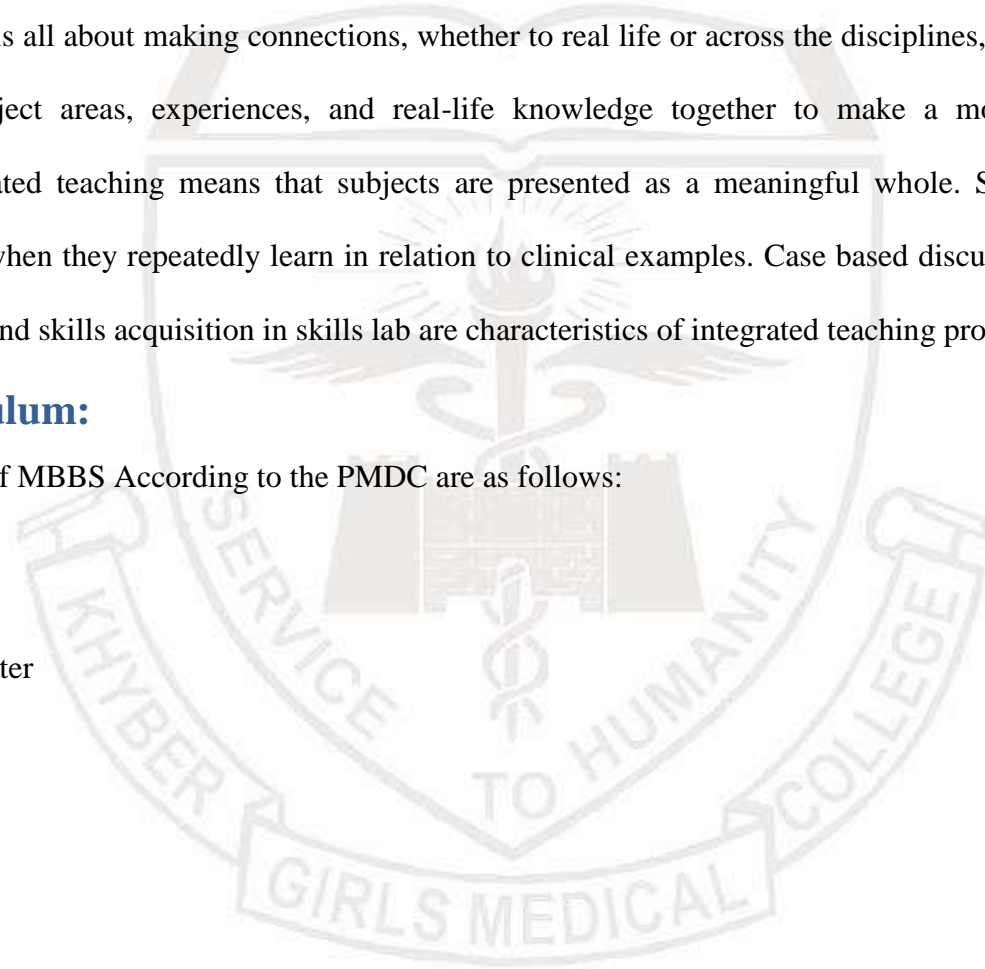 s all about making connections, whether to real life or across the disciplines,
ject areas, experiences, and real-life knowledge together to make a mo
ated teaching means that subjects are presented as a meaningful whole. S
when they repeatedly learn in relation to clinical examples. Case based discu
nd skills acquisition in skills lab are characteristics of integrated teaching pro
ulum:
f MBBS According to the PMDC are as follows:
ter
SERVICE TO HUMANITY
KHYBER GIRLS MEDICAL COLLEGE